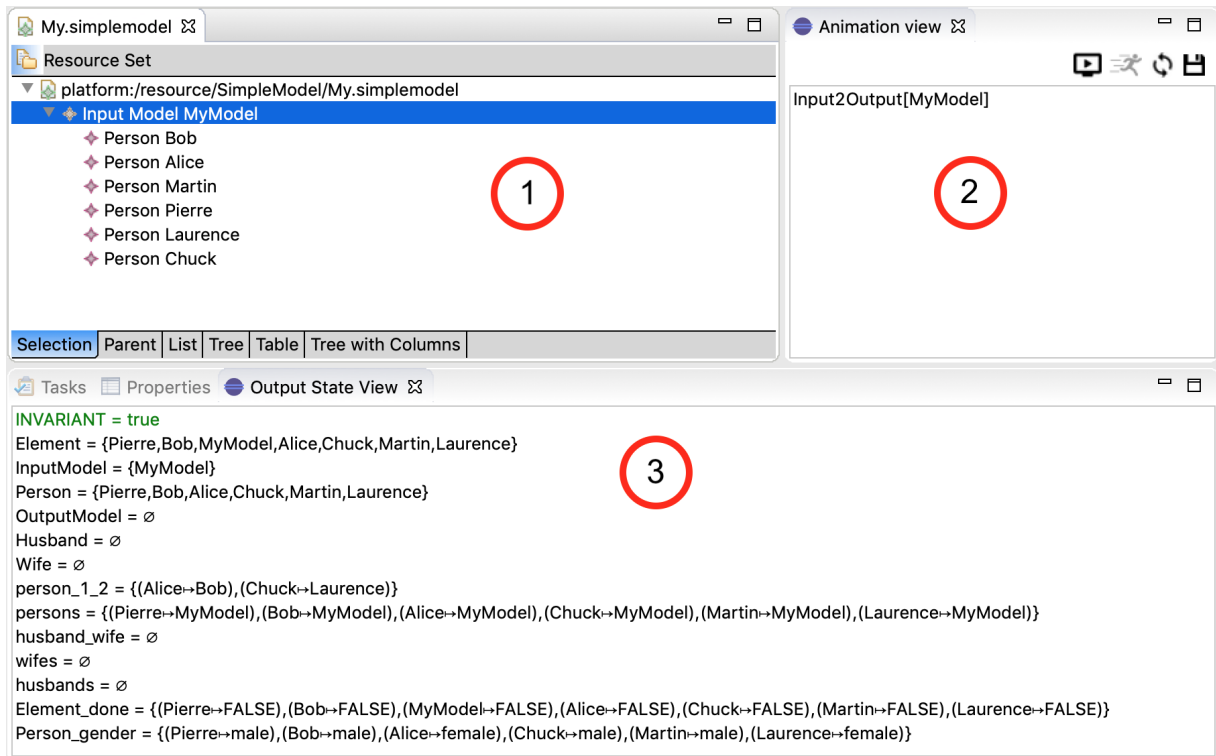 My.simplemodel
Resource Set
platform:/resource/SimpleModel/My.simplemodel
Input Model MyModel
Person Bob
Person Alice
Person Martin
Person Pierre
Person Laurence
Person Chuck
1
Selection Parent List Tree Table Tree with Columns
Animation view
Input2Output[MyModel]
2
Tasks Properties Output State View
INVARIANT = true
Element = {Pierre,Bob,MyModel,Alice,Chuck,Martin,Laurence}
InputModel = {MyModel}
Person = {Pierre,Bob,Alice,Chuck,Martin,Laurence}
OutputModel = ∅
Husband = ∅
Wife = ∅
person_1_2 = {(Alice↦Bob),(Chuck↦Laurence)}
persons = {(Pierre↦MyModel),(Bob↦MyModel),(Alice↦MyModel),(Chuck↦MyModel),(Martin↦MyModel),(Laurence↦MyModel)}
husband_wife = ∅
wifes = ∅
husbands = ∅
Element_done = {(Pierre↦FALSE),(Bob↦FALSE),(MyModel↦FALSE),(Alice↦FALSE),(Chuck↦FALSE),(Martin↦FALSE),(Laurence↦FALSE)}
Person_gender = {(Pierre↦male),(Bob↦male),(Alice↦female),(Chuck↦male),(Martin↦male),(Laurence↦female)}
3